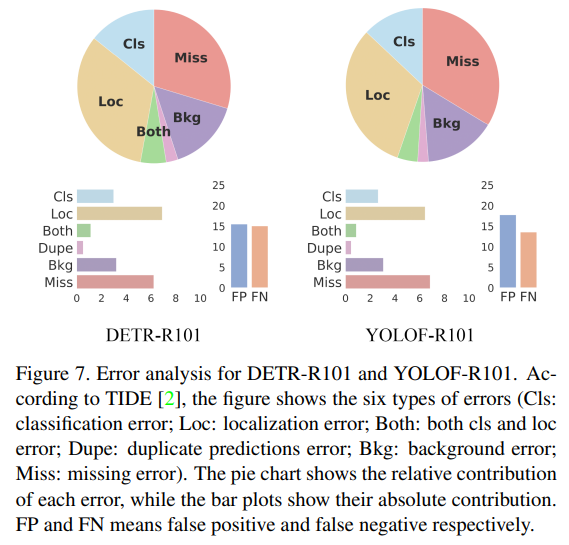 Cls
Miss
Loc
Bkg
Both
Cls
Miss
Loc
Bkg
Cls
Loc
Both
Dupe
Bkg
Miss
0 2 4 6 8 10
25
20
15
10
5
0
FP FN
Cls
Loc
Both
Dupe
Bkg
Miss
0 2 4 6 8 10
25
20
15
10
5
0
FP FN
DETR-R101
YOLOF-R101
Figure 7. Error analysis for DETR-R101 and YOLOF-R101. Ac-
cording to TIDE [2], the figure shows the six types of errors (Cls:
classification error; Loc: localization error; Both: both cls and loc
error; Dupe: duplicate predictions error; Bkg: background error;
Miss: missing error). The pie chart shows the relative contribution
of each error, while the bar plots show their absolute contribution.
FP and FN means false positive and false negative respectively.